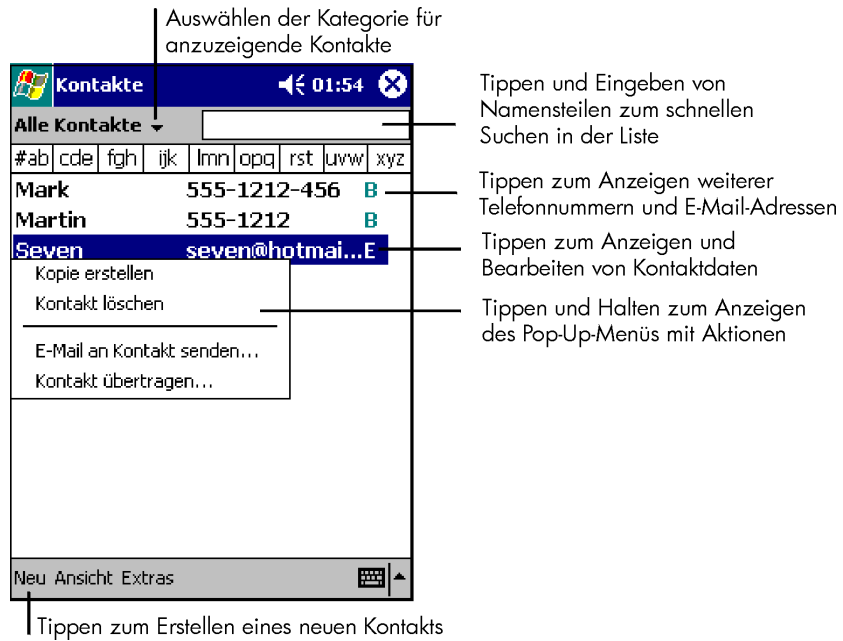 Auswählen der Kategorie für
anzuzeigende Kontakte
Kontakte 01:54
Alle Kontakte
#ab cde fgh ijk lmn opq rst uvw xyz
Mark 555-1212-456 B
Martin 555-1212 B
Seven seven@hotmai...E
Kopie erstellen
Kontakt löschen
E-Mail an Kontakt senden...
Kontakt übertragen...
Neu Ansicht Extras
Tippen und Eingeben von
Namensteilen zum schnellen
Suchen in der Liste
Tippen zum Anzeigen weiterer
Telefonnummern und E-Mail-Adressen
Tippen zum Anzeigen und
Bearbeiten von Kontaktdaten
Tippen und Halten zum Anzeigen
des Pop-Up-Menüs mit Aktionen
Tippen zum Erstellen eines neuen Kontakts